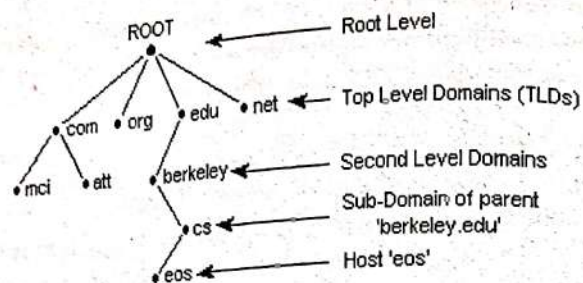 ROOT
Root Level
com
org
edu
net
Top Level Domains (TLDs)
mci
att
berkeley
Second Level Domains
cs
Sub-Domain of parent
'berkeley.edu'
eos
Host 'eos'